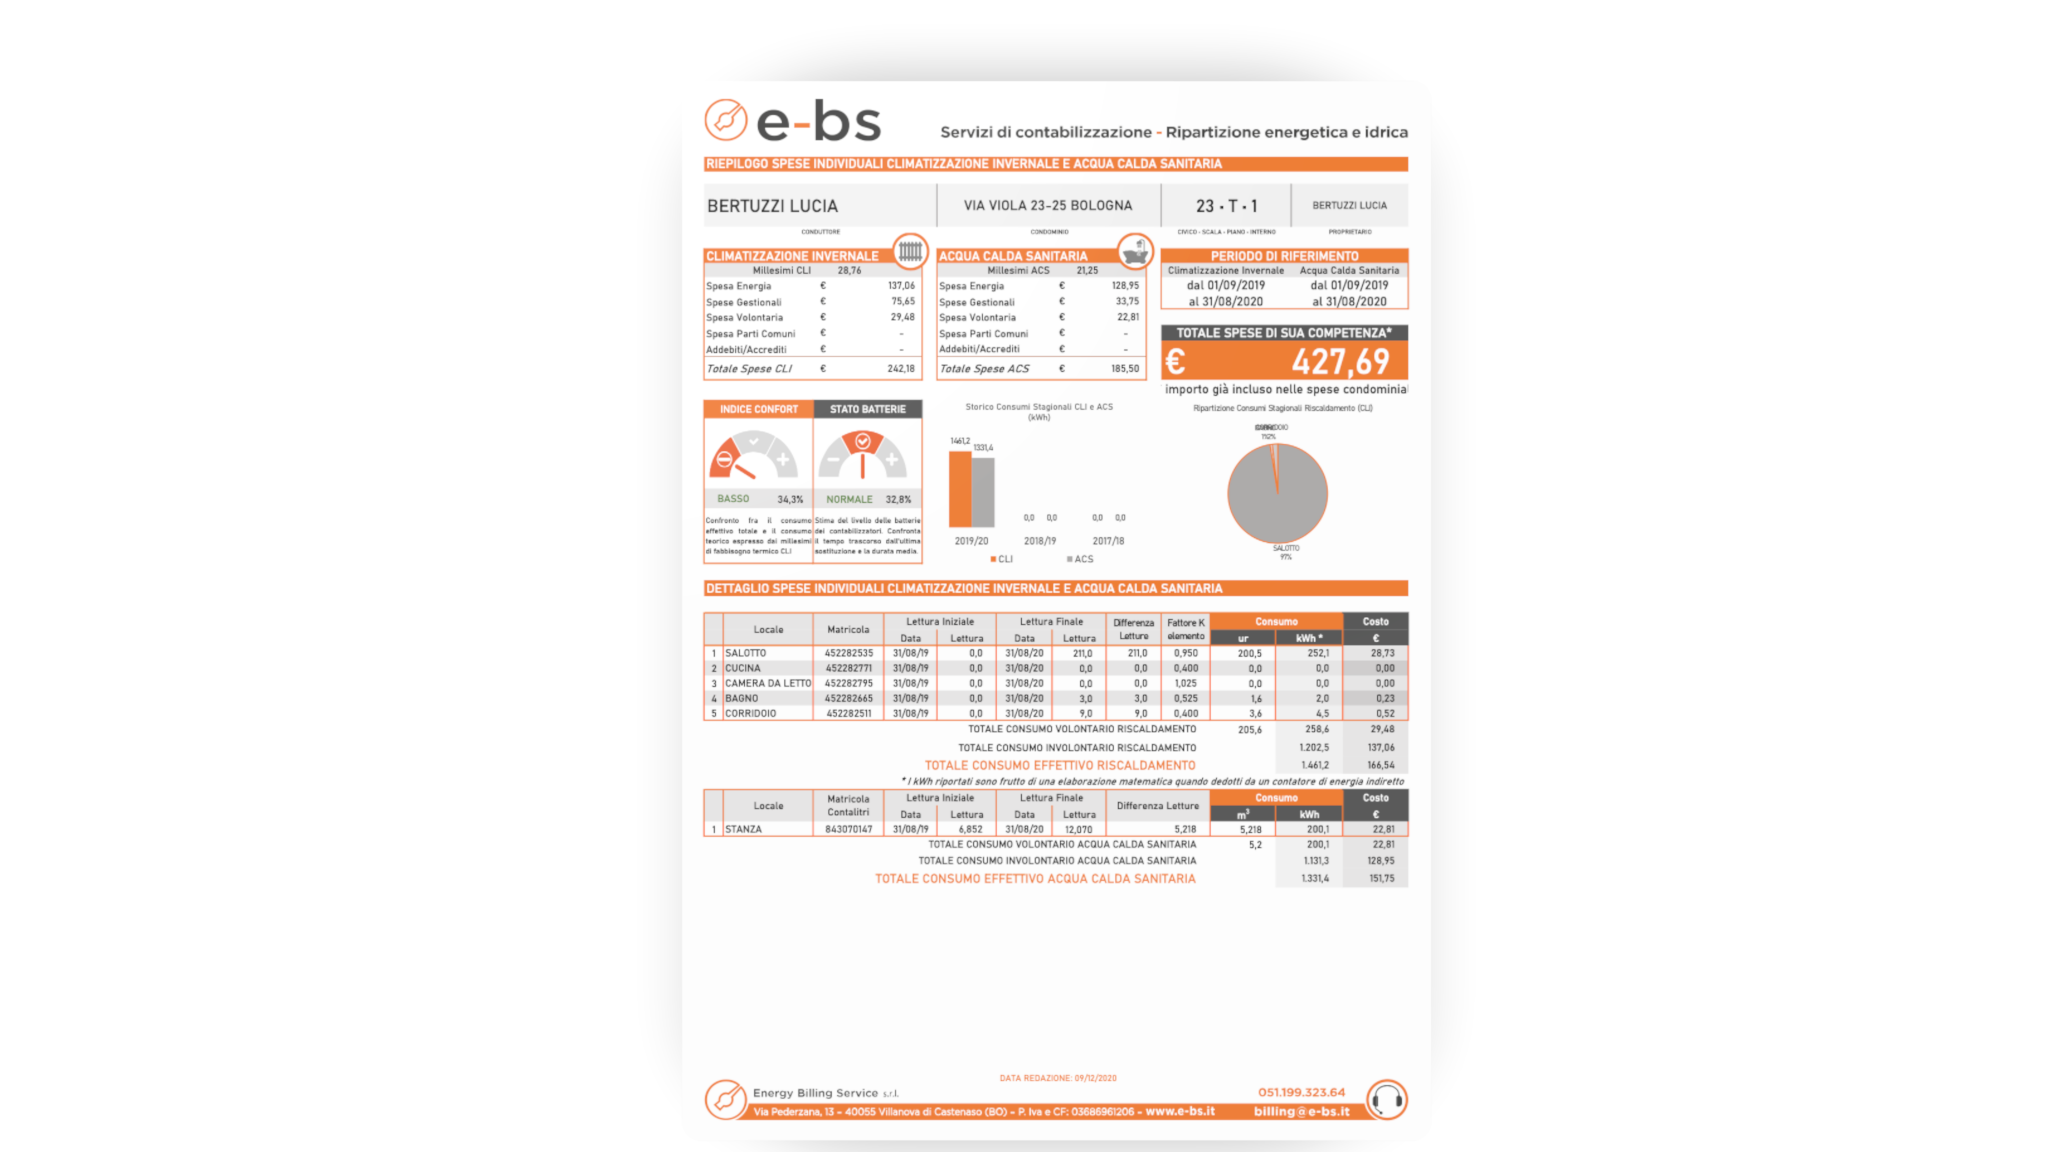 e-bs
Servizi di contabilizzazione - Ripartizione energetica e idrica
RIEPILOGO SPESE INDIVIDUALI CLIMATIZZAZIONE INVERNALE E ACQUA CALDA SANITARIA
BERTUZZI LUCIA VIA VIOLA 23-25 BOLOGNA 23 • T • 1 BERTUZZI LUCIA
CONDUTTORE CONDOMINIO CIVICO - SCALA - PIANO - INTERNO PROPRIETARIO
CLIMATIZZAZIONE INVERNALE
Millesimi CLI 28,76
Spesa Energia € 137,06
Spese Gestionali € 75,65
Spesa Volontaria € 29,48
Spesa Parti Comuni € -
Addebiti/Accrediti € -
Totale Spese CLI € 242,18
ACQUA CALDA SANITARIA
Millesimi ACS 21,25
Spesa Energia € 128,95
Spese Gestionali € 33,75
Spesa Volontaria € 22,81
Spesa Parti Comuni € -
Addebiti/Accrediti € -
Totale Spese ACS € 185,50
PERIODO DI RIFERIMENTO
Climatizzazione Invernale Acqua Calda Sanitaria
dal 01/09/2019 dal 01/09/2019
al 31/08/2020 al 31/08/2020
TOTALE SPESE DI SUA COMPETENZA*
€ 427,69
importo già incluso nelle spese condominial
INDICE CONFORT
BASSO 34,3%
Confronto fra il consumo
effettivo totale e il consumo
teorico espresso dai millesimi
di fabbisogno termico CLI
STATO BATTERIE
NORMALE 32,8%
Stima del livello delle batterie
dei contabilizzatori. Confronta
il tempo trascorso dall'ultima
sostituzione e la durata media.
Storico Consumi Stagionali CLI e ACS
(kWh)
1461,2 1331,4
0,0 0,0 0,0 0,0
2019/20 2018/19 2017/18
CLI ACS
Ripartizione Consumi Stagionali Riscaldamento (CLI)
SALOTTO
97%
DETTAGLIO SPESE INDIVIDUALI CLIMATIZZAZIONE INVERNALE E ACQUA CALDA SANITARIA
Locale Matricola Lettura Iniziale Lettura Finale Differenza Letture Fattore K elemento Consumo Costo
Data Lettura Data Lettura ur kWh * €
1 SALOTTO 452282535 31/08/19 0,0 31/08/20 211,0 211,0 0,950 200,5 252,1 28,73
2 CUCINA 452282771 31/08/19 0,0 31/08/20 0,0 0,0 0,400 0,0 0,0 0,00
3 CAMERA DA LETTO 452282795 31/08/19 0,0 31/08/20 0,0 0,0 1,025 0,0 0,0 0,00
4 BAGNO 452282665 31/08/19 0,0 31/08/20 3,0 3,0 0,525 1,6 2,0 0,23
5 CORRIDOIO 452282511 31/08/19 0,0 31/08/20 9,0 9,0 0,400 3,6 4,5 0,52
TOTALE CONSUMO VOLONTARIO RISCALDAMENTO 205,6 258,6 29,48
TOTALE CONSUMO INVOLONTARIO RISCALDAMENTO 1.202,5 137,06
TOTALE CONSUMO EFFETTIVO RISCALDAMENTO 1.461,2 166,54
* I kWh riportati sono frutto di una elaborazione matematica quando dedotti da un contatore di energia indiretto
Locale Matricola Contalitri Lettura Iniziale Lettura Finale Differenza Letture Consumo Costo
Data Lettura Data Lettura m³ kWh €
1 STANZA 843070147 31/08/19 6,852 31/08/20 12,070 5,218 5,218 200,1 22,81
TOTALE CONSUMO VOLONTARIO ACQUA CALDA SANITARIA 5,2 200,1 22,81
TOTALE CONSUMO INVOLONTARIO ACQUA CALDA SANITARIA 1.131,3 128,95
TOTALE CONSUMO EFFETTIVO ACQUA CALDA SANITARIA 1.331,4 151,75
DATA REDAZIONE: 09/12/2020
Energy Billing Service s.r.l. 051.199.323.64
Via Pederzana, 13 - 40055 Villanova di Castenaso (BO) - P. Iva e CF: 03686961206 - www.e-bs.it billing@e-bs.it